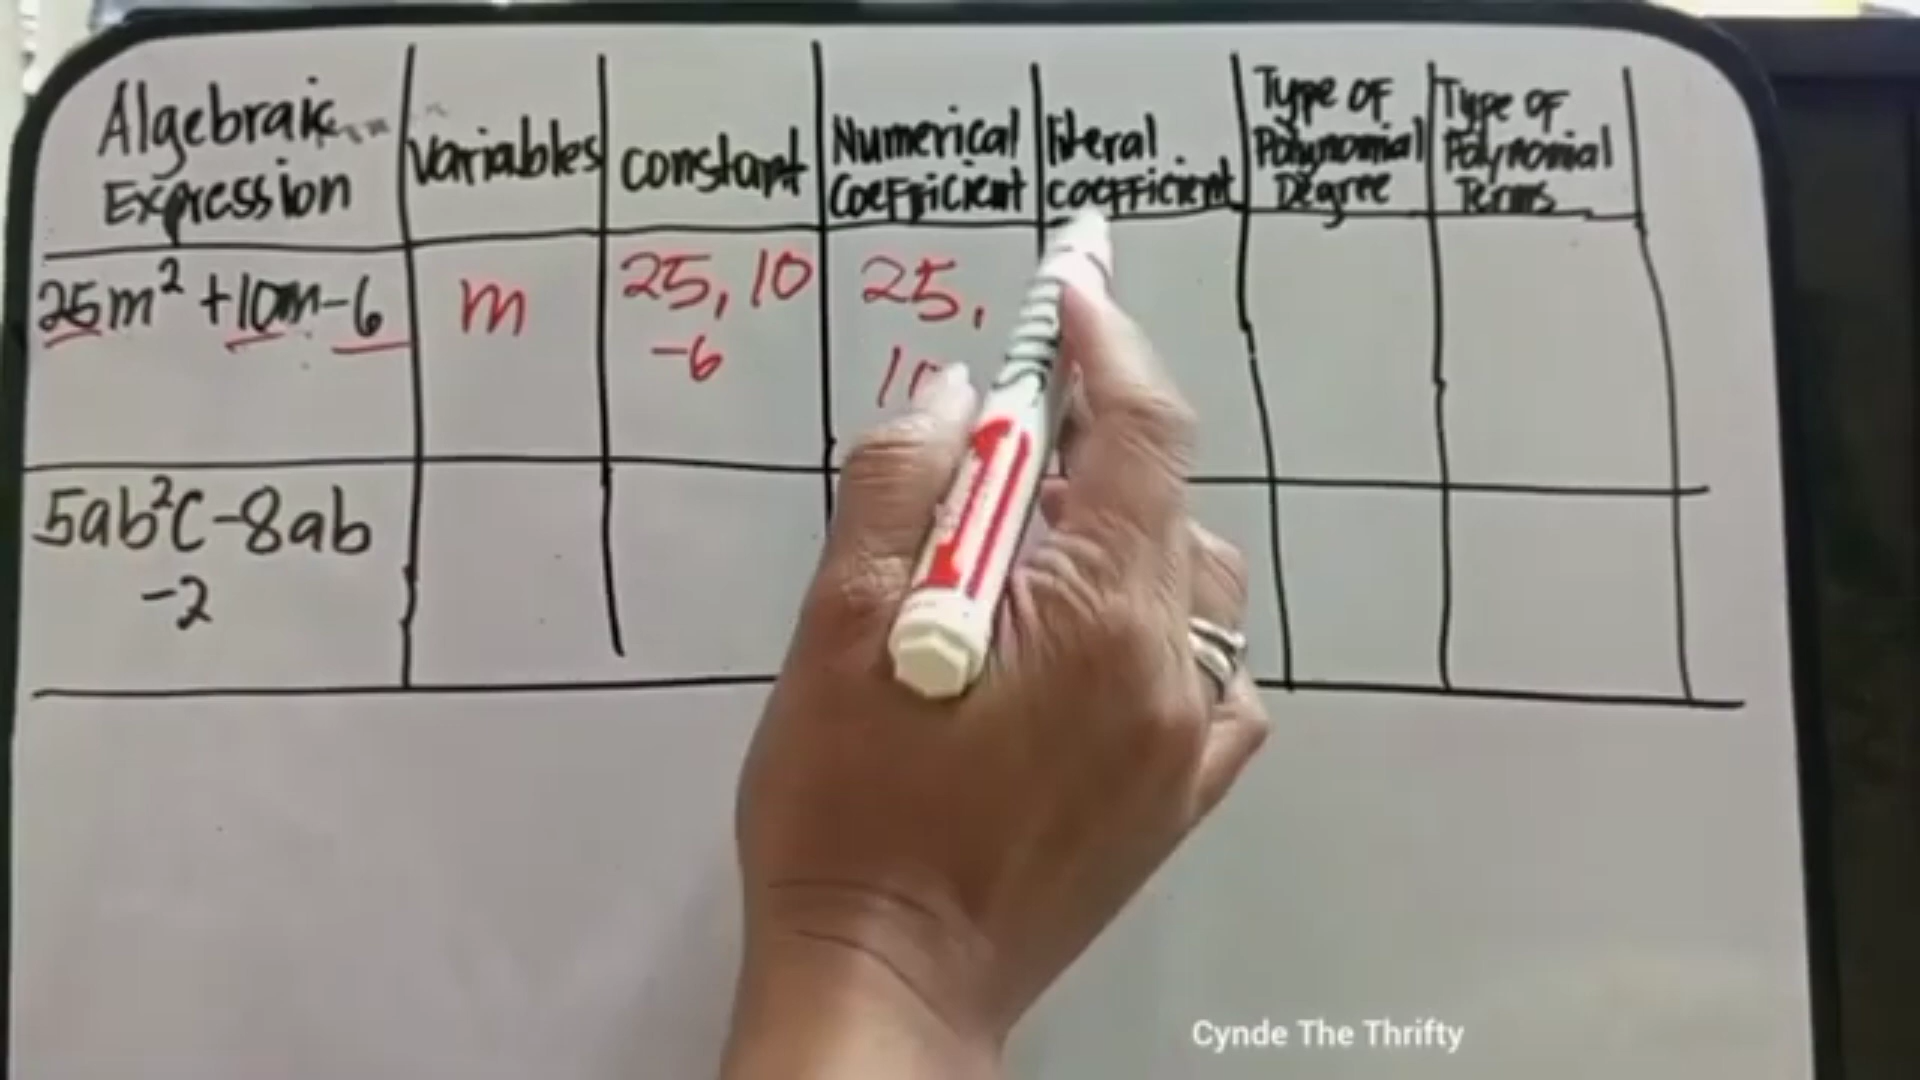 Algebraic
Expression
Variables
constant
Numerical
Coefficient
literal
coefficient
Type of
Polynomial
Degree
Type of
Polynomial
Terms
25m² +10m-6
m
25, 10
-6
25,
5ab²c-8ab
-2
Cynde The Thrifty